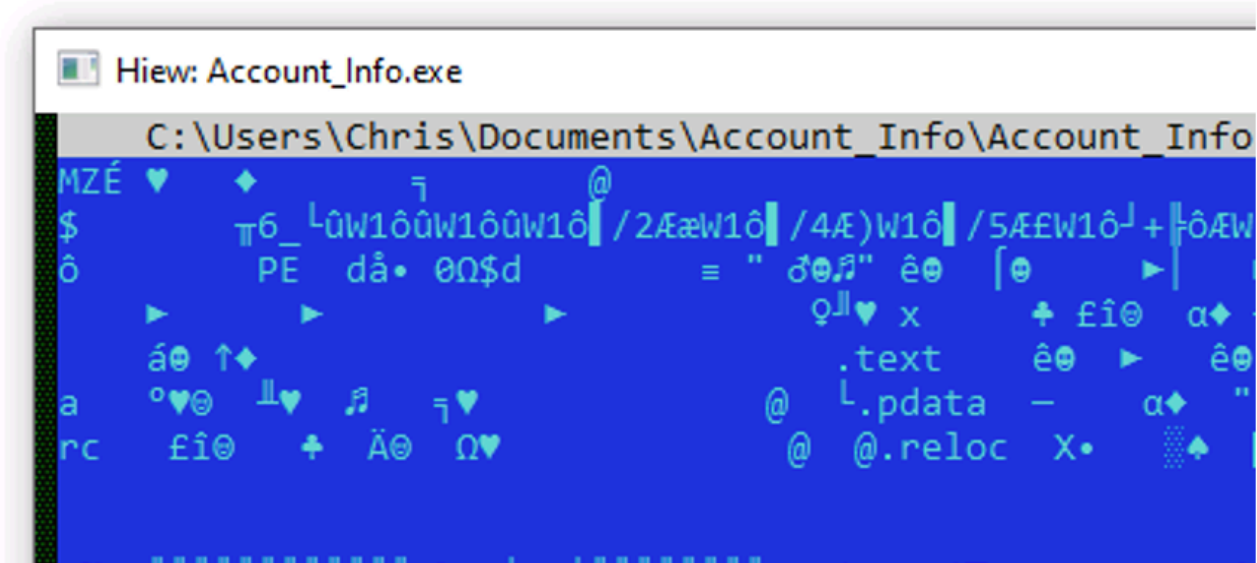 Hiew: Account_Info.exe
C:\Users\Chris\Documents\Account_Info\Account_Info
MZÉ ♥ ♦ ╕ @
$ ╥6_└ûW1ôûW1ôûW1ô▌/2ÆæW1ô▌/4Æ)W1ô▌/5Æ£W1ô┘+╠ôÆW
ô PE då• 0Ω$d ≡ " ♂☻♬" ê☻ ⌠☻ ►
► ► ► ♀╜♥ x ♣ £î☺ α♦
á☻ ↑♦ .text ê☻ ► ê☻
a º♥☺ ╨♥ ♬ ╕♥ @ └.pdata ─ α♦ "
rc £î☺ ♣ Ä☺ Ω♥ @ @.reloc X• ▒♠